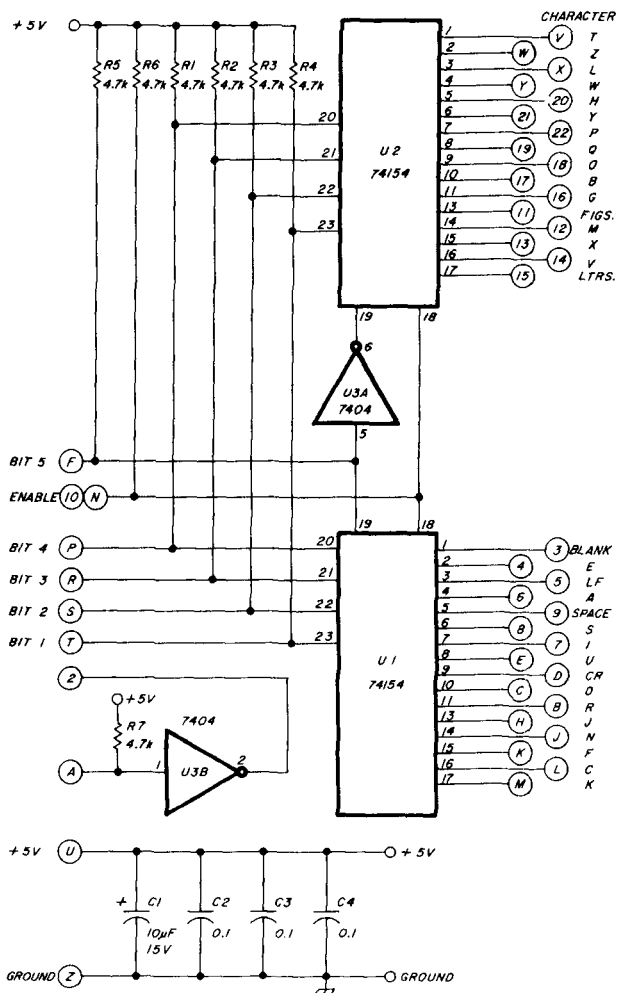 CHARACTER
+5V
R5 4.7k
R6 4.7k
R1 4.7k
R2 4.7k
R3 4.7k
R4 4.7k
20
21
22
23
U2
74154
1 V T
2 W Z
3 X L
4 Y W
5 20 H
6 21 Y
7 22 P
8 19 Q
9 18 O
10 17 B
11 16 G
13 11 FIGS.
14 12 M
15 13 X
16 14 V
17 15 LTRS.
19 18
6
U3A
7404
5
BIT 5 F
ENABLE 10 N
19 18
BIT 4 P 20
BIT 3 R 21
BIT 2 S 22
BIT 1 T 23
U1
74154
1 3 BLANK
2 4 E
3 5 LF
4 6 A
5 9 SPACE
6 8 S
7 7 I
8 E U
9 D CR
10 C D
11 B R
13 H J
14 J N
15 K F
16 L C
17 M K
2
+5V
R7 4.7k
7404
A 1 U3B 2
+5V U +5V
+ C1 10µF 15V
C2 0.1
C3 0.1
C4 0.1
GROUND Z GROUND